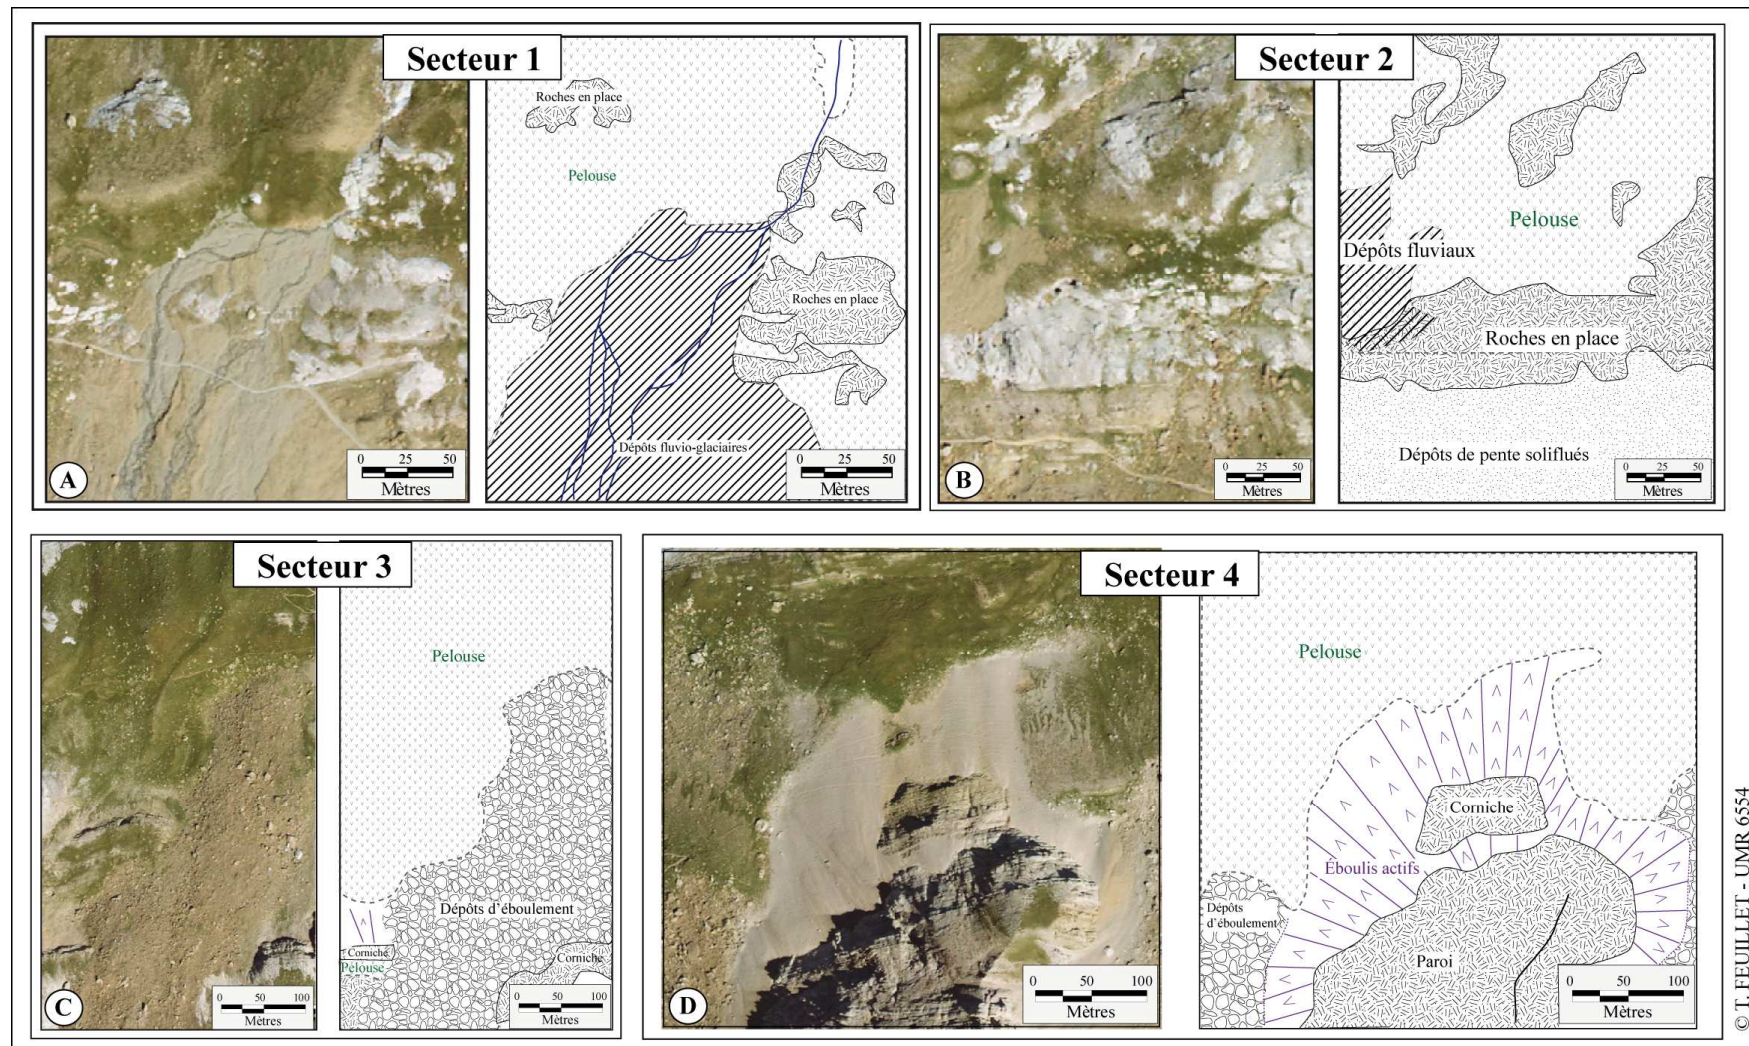 Secteur 1
Roches en place
Pelouse
Roches en place
Dépôts fluvio-glaciaires
A
0 25 50
Mètres
0 25 50
Mètres
Secteur 2
Pelouse
Dépôts fluviaux
Roches en place
Dépôts de pente soliflués
B
0 25 50
Mètres
0 25 50
Mètres
Secteur 3
Pelouse
Dépôts d'éboulement
Corniche
Pelouse
Corniche
C
0 50 100
Mètres
0 50 100
Mètres
Secteur 4
Pelouse
Corniche
Éboulis actifs
Dépôts
d'éboulement
Paroi
D
0 50 100
Mètres
0 50 100
Mètres
© T. FEUILLET - UMR 6554